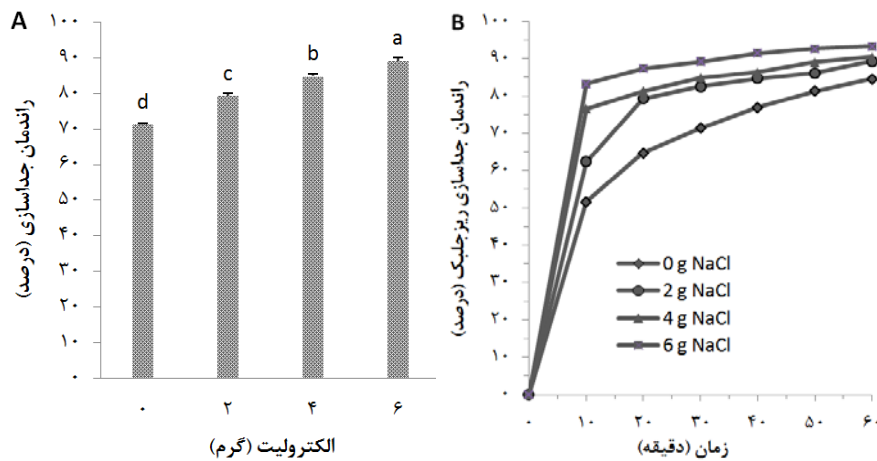 A
راندمان جداسازی (درصد)
۱۰۰
۹۰
۸۰
۷۰
۶۰
۵۰
۴۰
۳۰
۲۰
۱۰
۰
d
c
b
a
۰ ۲ ۴ ۶
الکترولیت (گرم)
B
راندمان جداسازی ریزجلبک (درصد)
۱۰۰
۹۰
۸۰
۷۰
۶۰
۵۰
۴۰
۳۰
۲۰
۱۰
۰
0 g NaCl
2 g NaCl
4 g NaCl
6 g NaCl
۰ ۱۰ ۲۰ ۳۰ ۴۰ ۵۰ ۶۰
زمان (دقیقه)